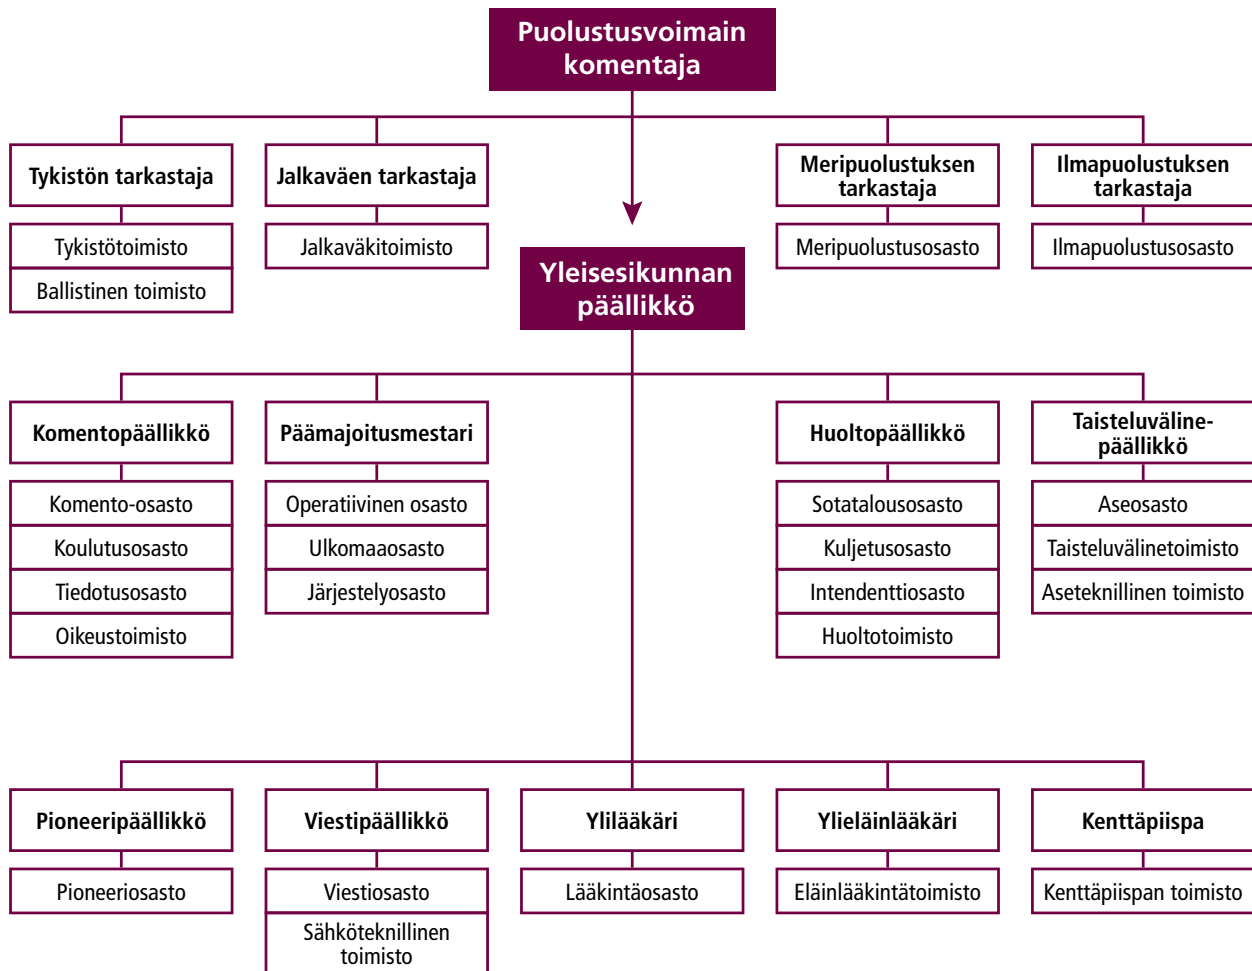 Puolustusvoimain
komentaja
Tykistön tarkastaja
Jalkaväen tarkastaja
Meripuolustuksen
tarkastaja
Ilmapuolustuksen
tarkastaja
Tykistötoimisto
Ballistinen toimisto
Jalkaväkitoimisto
Meripuolustusosasto
Ilmapuolustusosasto
Yleisesikunnan
päällikkö
Komentopäällikkö
Komento-osasto
Koulutusosasto
Tiedotusosasto
Oikeustoimisto
Päämajoitusmestari
Operatiivinen osasto
Ulkomaaosasto
Järjestelyosasto
Huoltopäällikkö
Sotatalousosasto
Kuljetusosasto
Intendenttiosasto
Huoltotoimisto
Taisteluväline-
päällikkö
Aseosasto
Taisteluvälinetoimisto
Aseteknillinen toimisto
Pioneeripäällikkö
Pioneeriosasto
Viestipäällikkö
Viestiosasto
Sähköteknillinen
toimisto
Ylilääkäri
Lääkintäosasto
Ylieläinlääkäri
Eläinlääkintätoimisto
Kenttäpiispa
Kenttäpiispan toimisto